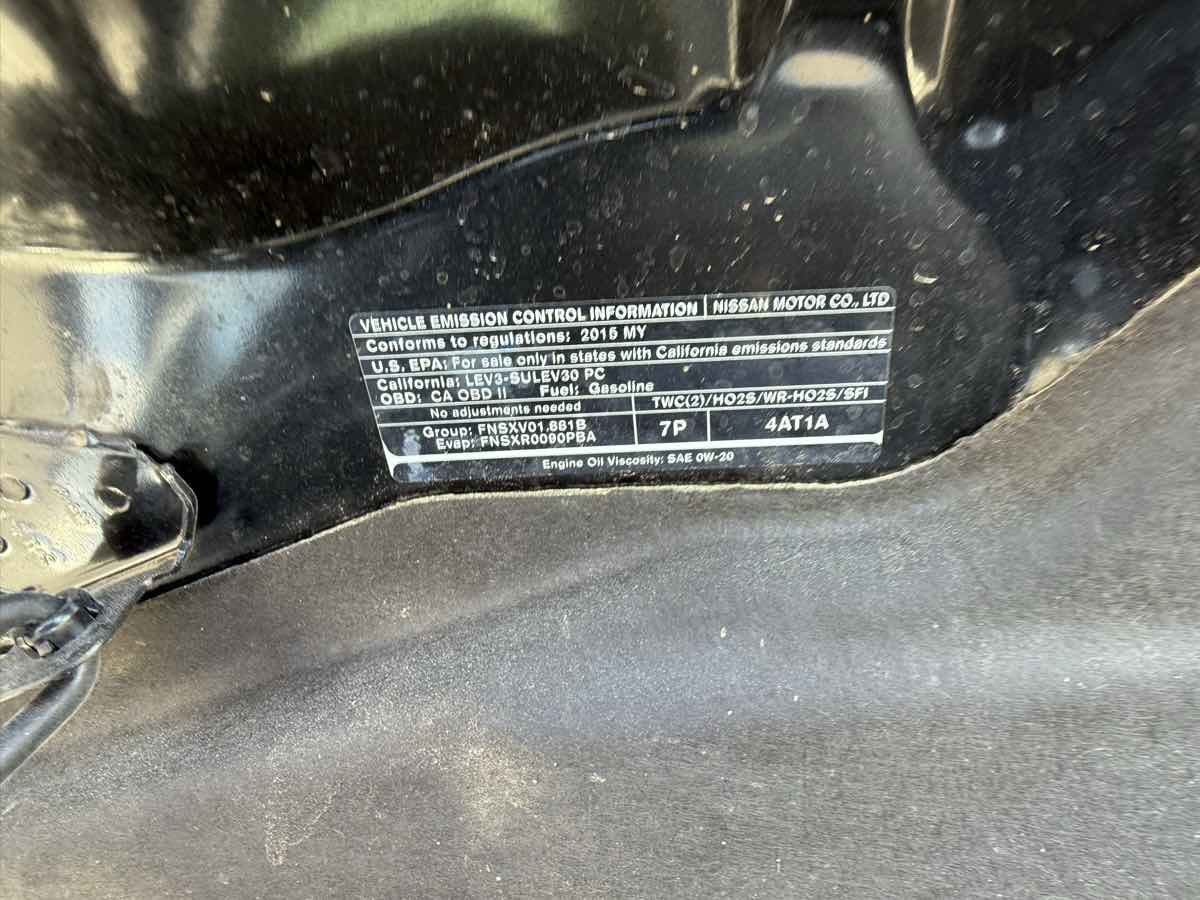 VEHICLE EMISSION CONTROL INFORMATION NISSAN MOTOR CO., LTD
Conforms to regulations: 2015 MY
U.S. EPA: For sale only in states with California emissions standards
California: LEV3-SULEV30 PC
OBD: CA OBD II Fuel: Gasoline
No adjustments needed TWC(2)/HO2S/WR-HO2S/SFI
Group: FNSXV01.8B1B 7P 4AT1A
Evap: FNSXR0090PBA
Engine Oil Viscosity: SAE 0W-20